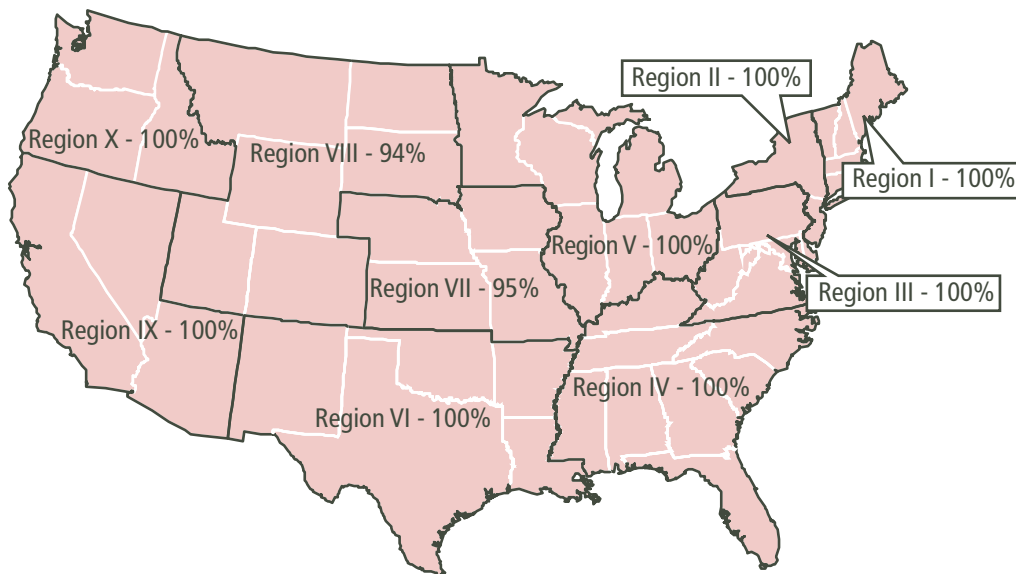 Region II - 100%
Region X - 100%
Region VIII - 94%
Region I - 100%
Region V - 100%
Region VII - 95%
Region III - 100%
Region IX - 100%
Region IV - 100%
Region VI - 100%